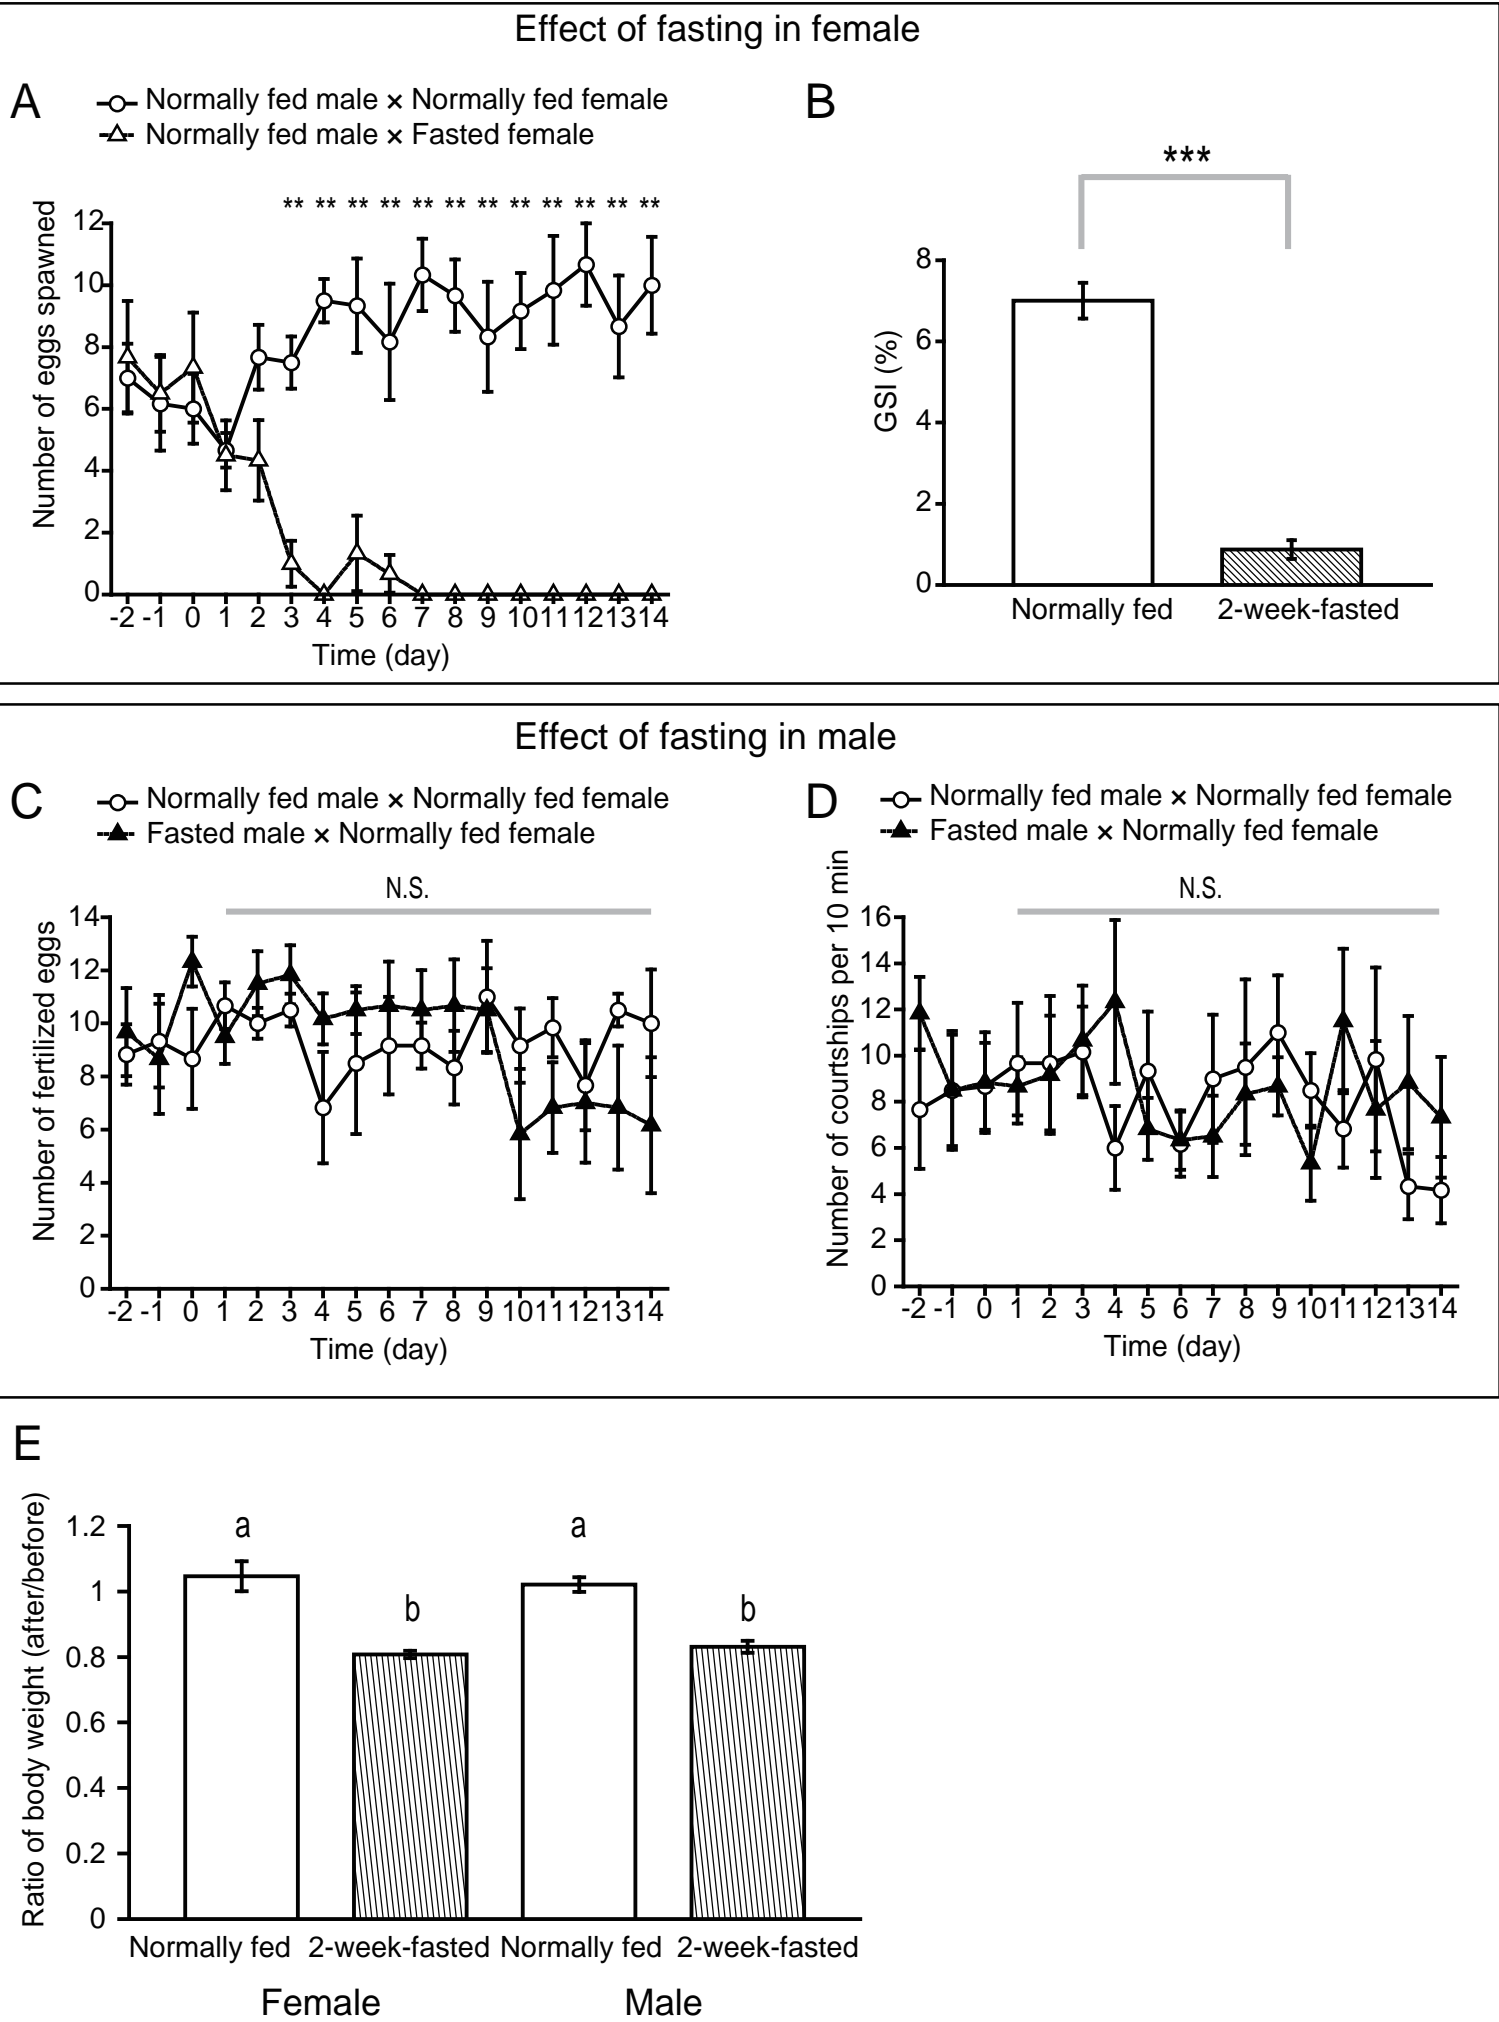 Effect of fasting in female
A
Normally fed male × Normally fed female
Normally fed male × Fasted female
** ** ** ** ** ** ** ** ** ** ** **
Number of eggs spawned
12
10
8
6
4
2
0
-2 -1 0 1 2 3 4 5 6 7 8 9 10 11 12 13 14
Time (day)
B
***
GSI (%)
8
6
4
2
0
Normally fed 2-week-fasted
Effect of fasting in male
C
Normally fed male × Normally fed female
Fasted male × Normally fed female
N.S.
Number of fertilized eggs
14
12
10
8
6
4
2
0
-2 -1 0 1 2 3 4 5 6 7 8 9 10 11 12 13 14
Time (day)
D
Normally fed male × Normally fed female
Fasted male × Normally fed female
N.S.
Number of courtships per 10 min
16
14
12
10
8
6
4
2
0
-2 -1 0 1 2 3 4 5 6 7 8 9 10 11 12 13 14
Time (day)
E
Ratio of body weight (after/before)
1.2
1
0.8
0.6
0.4
0.2
0
a b a b
Normally fed 2-week-fasted Normally fed 2-week-fasted
Female Male